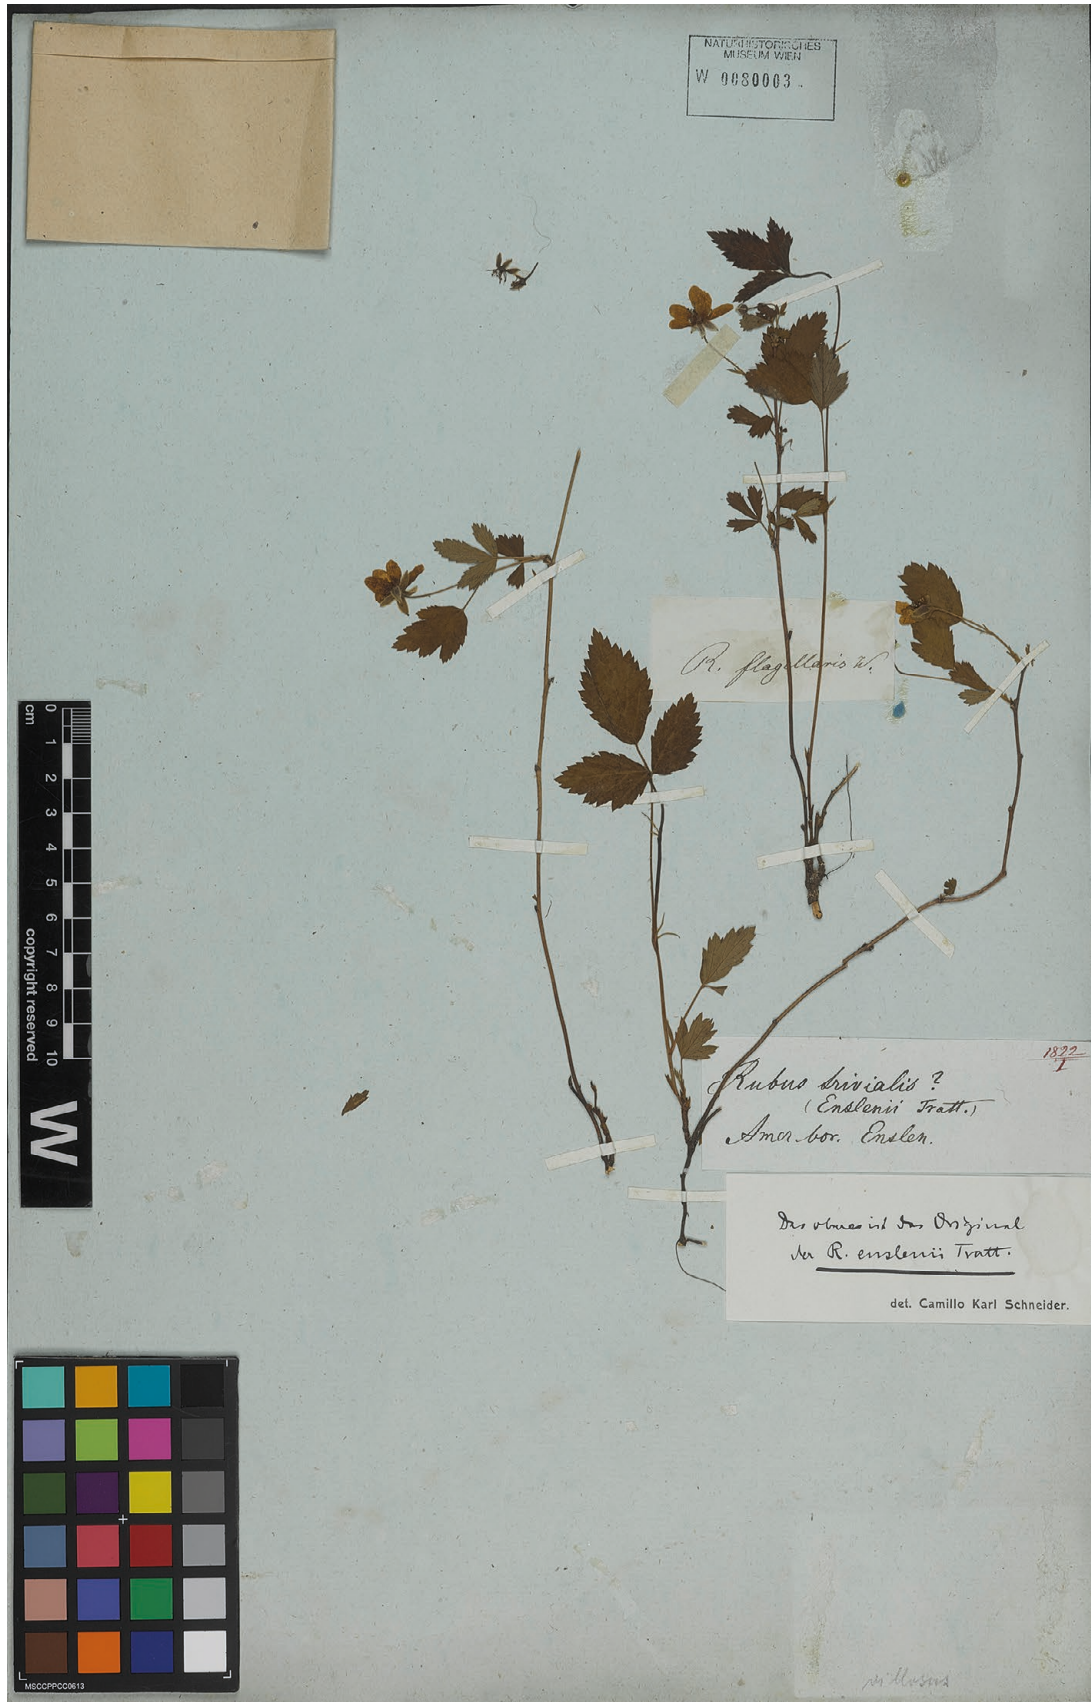 NATURHISTORISCHES
MUSEUM WIEN
W 0080003
R. flagellaris W.
0 1 2 3 4 5 6 7 8 9 10
cm
copyright reserved
W
1822
1
Rubus trivialis ?
(Enslenii Tratt.)
Amer. bor. Enslen.
Das obere ist das Original
der R. enslenii Tratt.
det. Camillo Karl Schneider.
MSCCPPCC0613
villosus